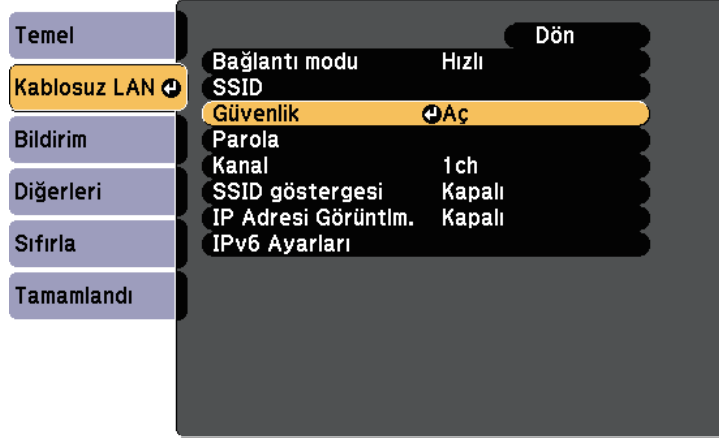 Temel
Kablosuz LAN
Bildirim
Diğerleri
Sıfırla
Tamamlandı
Dön
Bağlantı modu Hızlı
SSID
Güvenlik Aç
Parola
Kanal 1ch
SSID göstergesi Kapalı
IP Adresi Görüntlm. Kapalı
IPv6 Ayarları